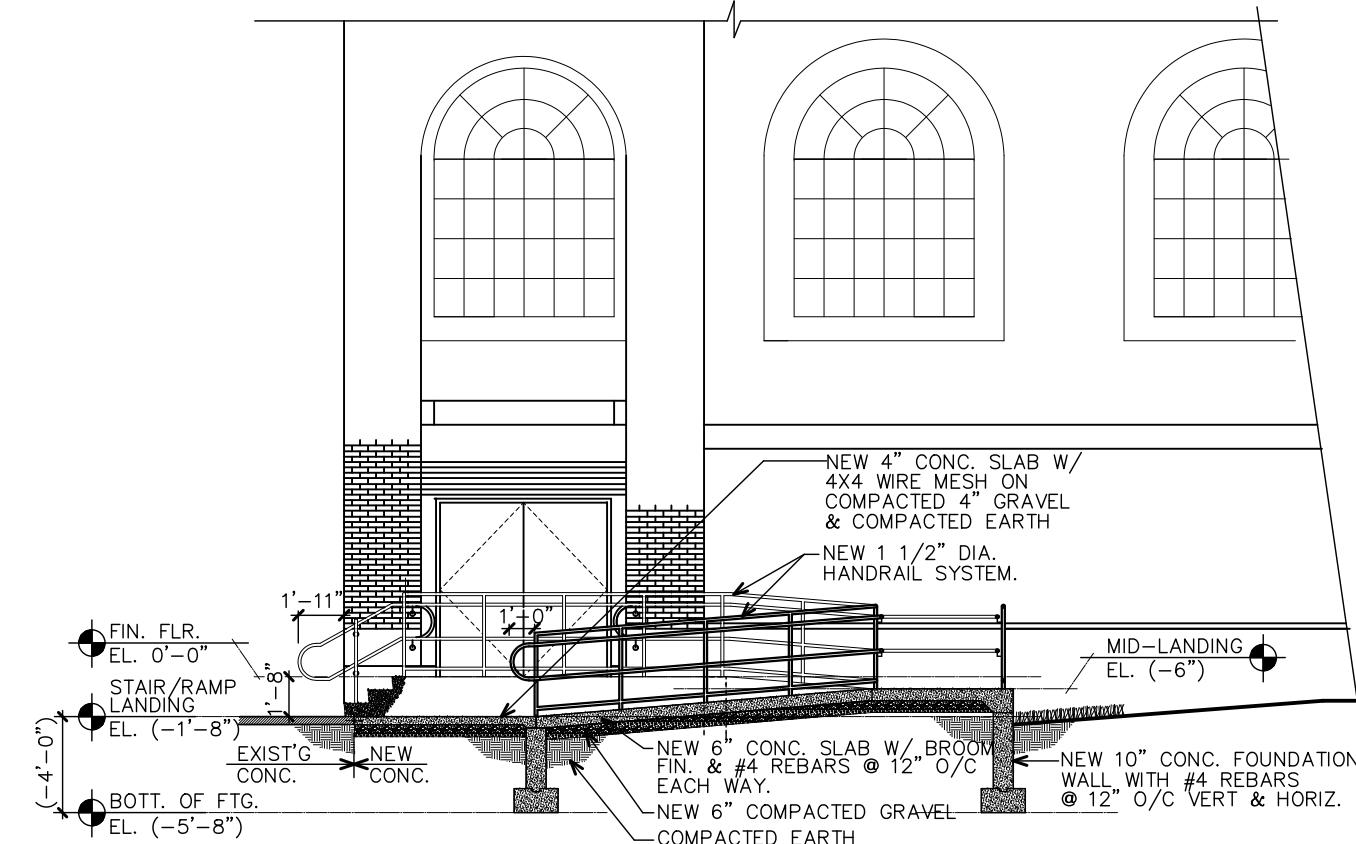 NEW 4" CONC. SLAB W/
4X4 WIRE MESH ON
COMPACTED 4" GRAVEL
& COMPACTED EARTH
NEW 1 1/2" DIA.
HANDRAIL SYSTEM.
1'-11"
1'-0"
FIN. FLR.
EL. 0'-0"
MID-LANDING
EL. (-6")
1'-8"
STAIR/RAMP
LANDING
EL. (-1'-8")
(-4'-0")
EXIST'G
CONC.
NEW
CONC.
NEW 6" CONC. SLAB W/ BROOM
FIN. & #4 REBARS @ 12" O/C
EACH WAY.
NEW 10" CONC. FOUNDATION
WALL WITH #4 REBARS
@ 12" O/C VERT & HORIZ.
BOTT. OF FTG.
EL. (-5'-8")
NEW 6" COMPACTED GRAVEL
COMPACTED EARTH